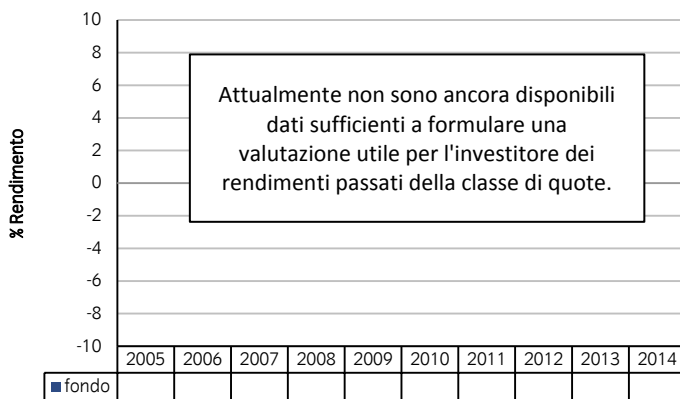 10
8
6
4
2
0
-2
-4
-6
-8
-10
% Rendimento
Attualmente non sono ancora disponibili
dati sufficienti a formulare una
valutazione utile per l'investitore dei
rendimenti passati della classe di quote.
2005 2006 2007 2008 2009 2010 2011 2012 2013 2014
fondo